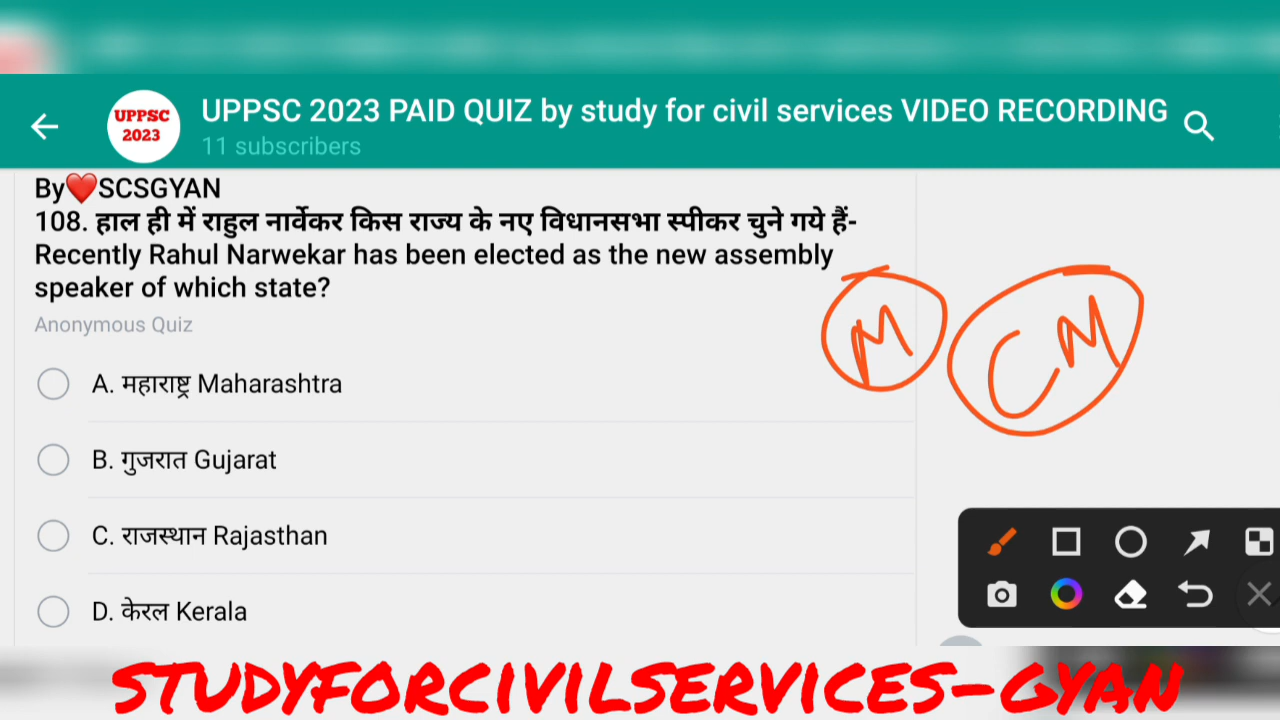 UPPSC 2023 PAID QUIZ by study for civil services VIDEO RECORDING
UPPSC
2023
11 subscribers
By❤️SCSGYAN
108. हाल ही में राहुल नार्वेकर किस राज्य के नए विधानसभा स्पीकर चुने गये हैं-
Recently Rahul Narwekar has been elected as the new assembly
speaker of which state?
Anonymous Quiz
M
CM
A. महाराष्ट्र Maharashtra
B. गुजरात Gujarat
C. राजस्थान Rajasthan
D. केरल Kerala
STUDYFORCIVILSERVICES-GYAN